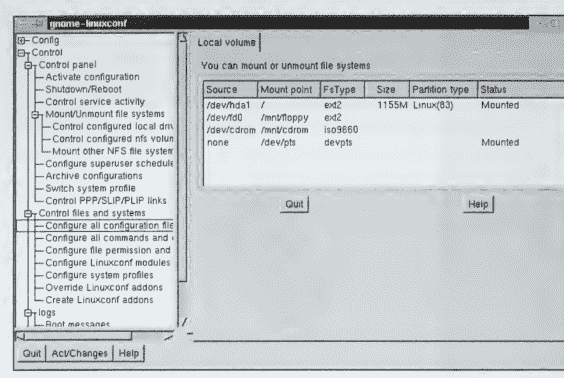 gnome-linuxconf
Config
Control
Control panel
Activate configuration
Shutdown/Reboot
Control service activity
Mount/Unmount file systems
Control configured local driv
Control configured nfs volun
Mount other NFS file system
Configure superuser schedule
Archive configurations
Switch system profile
Control PPP/SLIP/PLIP links
Control files and systems
Configure all configuration file
Configure all commands and
Configure file permission and
Configure Linuxconf modules
Configure system profiles
Override Linuxconf addons
Create Linuxconf addons
logs
Boot messages
Quit Act/Changes Help
Local volume
You can mount or unmount file systems
Source Mount point FsType Size Partition type Status
/dev/hda1 / ext2 1155M Linux(83) Mounted
/dev/fd0 /mnt/floppy ext2
/dev/cdrom /mnt/cdrom iso9660
none /dev/pts devpts Mounted
Quit Help